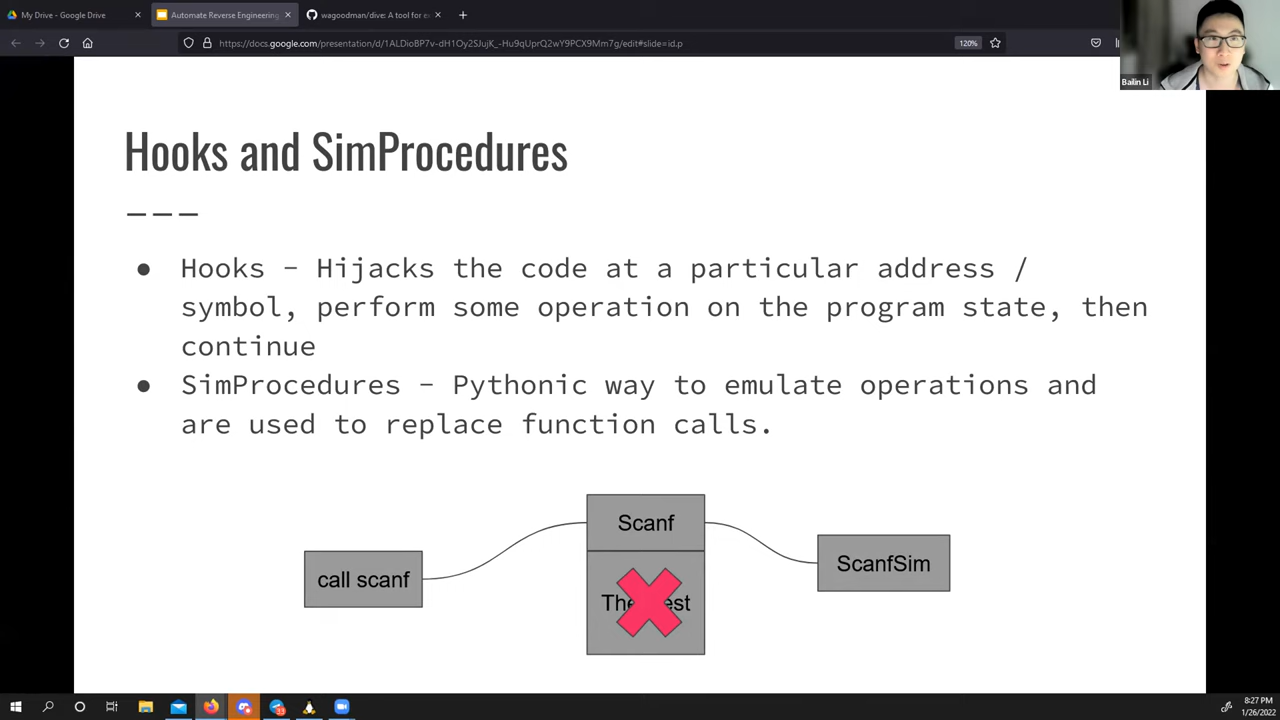 My Drive - Google Drive
Automate Reverse Engineering
wagoodman/dive: A tool for e
https://docs.google.com/presentation/d/1ALDioBP7v-dH1Oy2SJujK_-Hu9qUprQ2wY9PCX9Mm7g/edit#slide=id.p
120%
Bailin Li
Hooks and SimProcedures
———
● Hooks - Hijacks the code at a particular address /
symbol, perform some operation on the program state, then
continue
● SimProcedures - Pythonic way to emulate operations and
are used to replace function calls.
Scanf
ScanfSim
call scanf
8:27 PM
1/26/2022